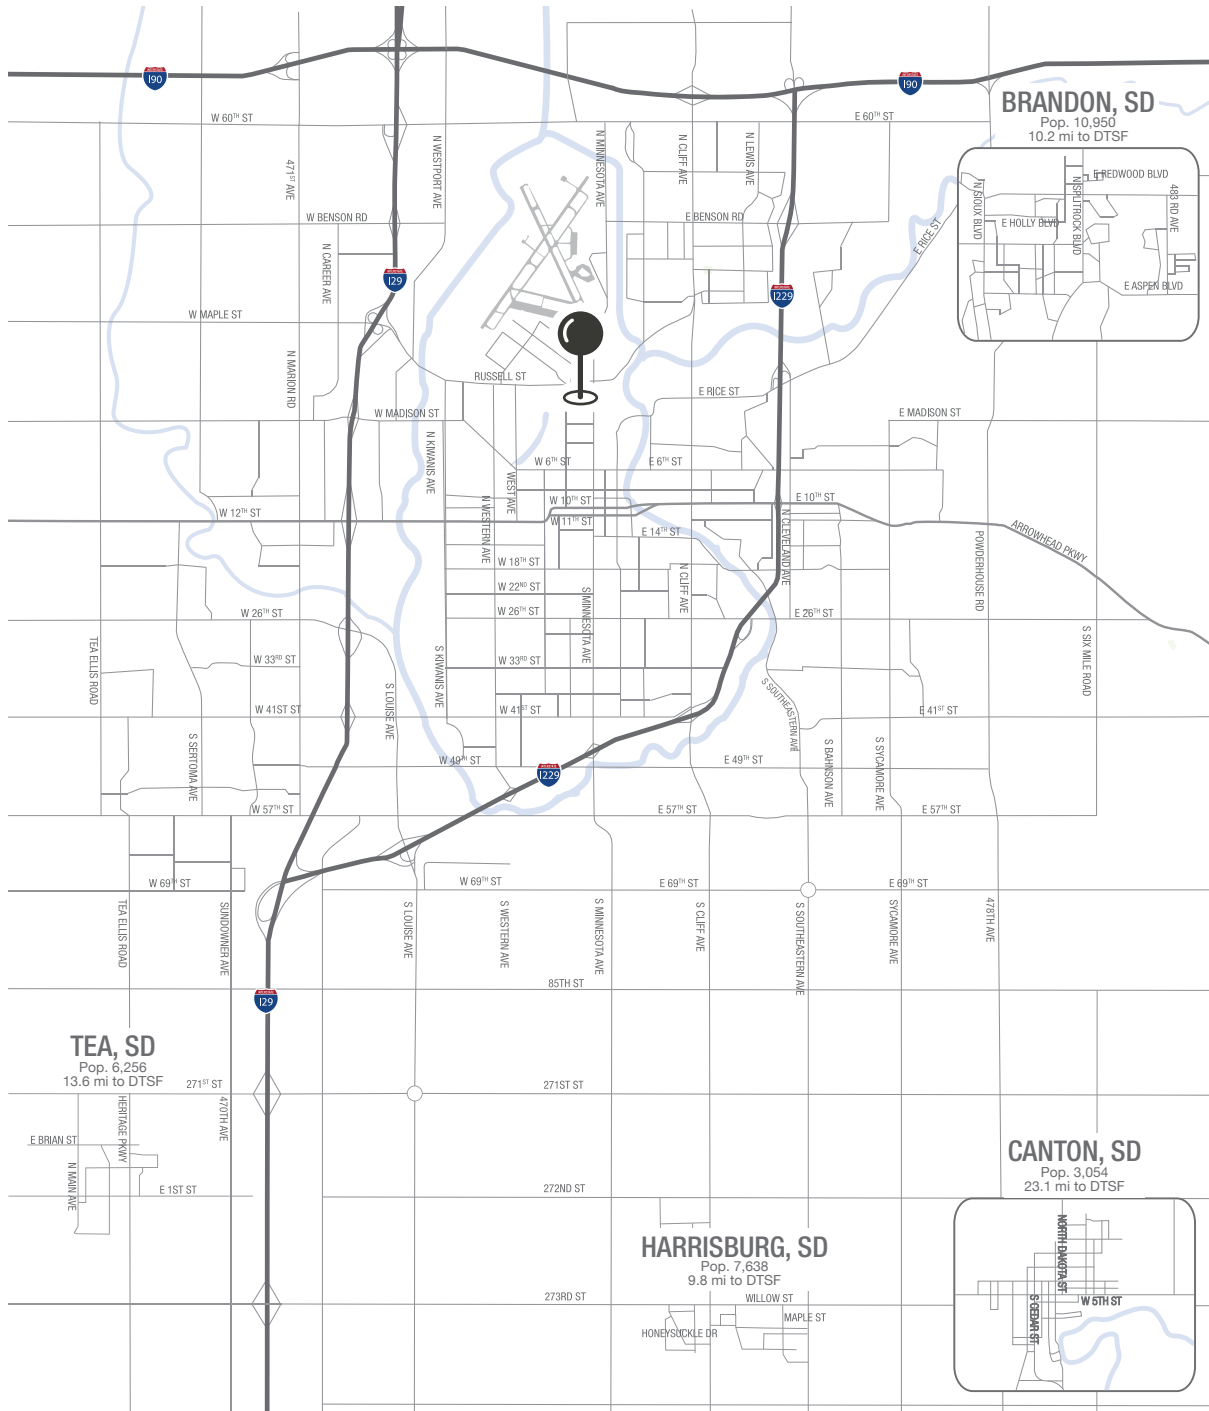 I90
I90
BRANDON, SD
Pop. 10,950
10.2 mi to DTSF
W 60TH ST
E 60TH ST
N WESTPORT AVE
N MINNESOTA AVE
N CLIFF AVE
N LEWIS AVE
471ST AVE
E REDWOOD BLVD
N SIOUX BLVD
N SPLITROCK BLVD
483 RD AVE
E HOLLY BLVD
E ASPEN BLVD
W BENSON RD
E BENSON RD
E RICE ST
N CAREER AVE
I29
I229
W MAPLE ST
N MARION RD
RUSSELL ST
E RICE ST
W MADISON ST
E MADISON ST
N KIWANIS AVE
W 6TH ST
E 6TH ST
WEST AVE
N WESTERN AVE
W 10TH ST
E 10TH ST
W 12TH ST
W 11TH ST
E 14TH ST
N CLEVELAND AVE
ARROWHEAD PKWY
POWDERHOUSE RD
W 18TH ST
N CLIFF AVE
W 22ND ST
S MINNESOTA AVE
W 26TH ST
W 26TH ST
E 26TH ST
TEA ELLIS ROAD
S SIX MILE ROAD
W 33RD ST
W 33RD ST
S KIWANIS AVE
S LOUISE AVE
S SOUTHEASTERN AVE
W 41ST ST
W 41ST ST
E 41ST ST
S SERTOMA AVE
S BAHNSON AVE
S SYCAMORE AVE
W 49TH ST
E 49TH ST
I229
W 57TH ST
E 57TH ST
E 57TH ST
W 69TH ST
W 69TH ST
E 69TH ST
E 69TH ST
TEA ELLIS ROAD
SUNDOWNER AVE
S LOUISE AVE
S WESTERN AVE
S MINNESOTA AVE
S CLIFF AVE
S SOUTHEASTERN AVE
SYCAMORE AVE
478TH AVE
85TH ST
I29
TEA, SD
Pop. 6,256
13.6 mi to DTSF
271ST ST
271ST ST
HERITAGE PKWY
470TH AVE
E BRIAN ST
N MAIN AVE
E 1ST ST
272ND ST
CANTON, SD
Pop. 3,054
23.1 mi to DTSF
NORTH DAKOTA ST
W 5TH ST
S CEDAR ST
HARRISBURG, SD
Pop. 7,638
9.8 mi to DTSF
273RD ST
WILLOW ST
MAPLE ST
HONEYSUCKLE DR